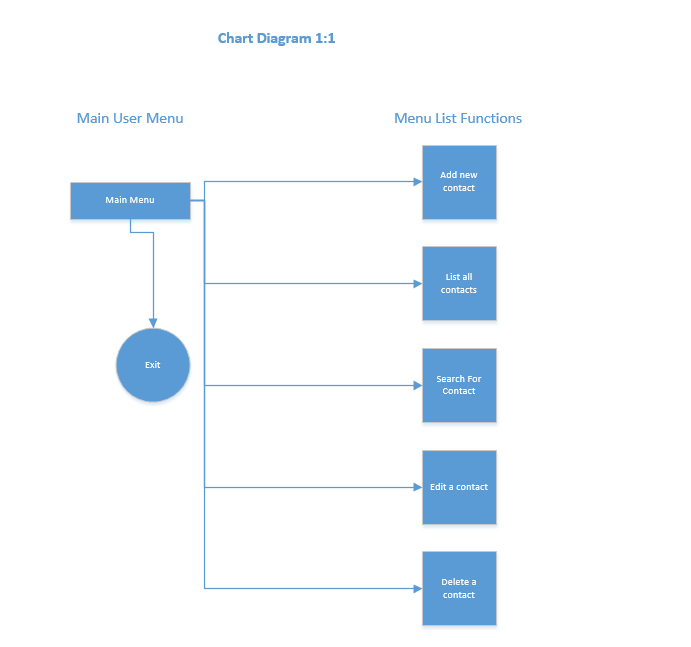 Chart Diagram 1:1
Main User Menu
Menu List Functions
Main Menu
Exit
Add new
contact
List all
contacts
Search For
Contact
Edit a contact
Delete a
contact